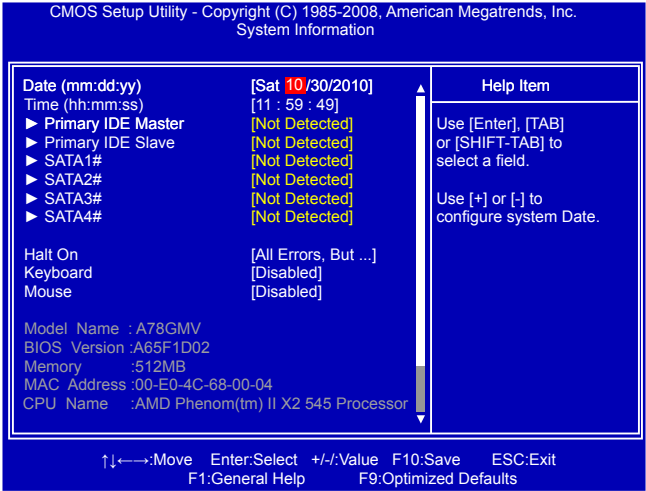 CMOS Setup Utility - Copyright (C) 1985-2008, American Megatrends, Inc.
System Information
Date (mm:dd:yy) [Sat 10/30/2010]
Help Item
Time (hh:mm:ss) [11 : 59 : 49]
► Primary IDE Master [Not Detected]
► Primary IDE Slave [Not Detected]
► SATA1# [Not Detected]
► SATA2# [Not Detected]
► SATA3# [Not Detected]
► SATA4# [Not Detected]
Halt On [All Errors, But ...]
Keyboard [Disabled]
Mouse [Disabled]
Model Name : A78GMV
BIOS Version :A65F1D02
Memory :512MB
MAC Address :00-E0-4C-68-00-04
CPU Name :AMD Phenom(tm) II X2 545 Processor
Use [Enter], [TAB]
or [SHIFT-TAB] to
select a field.
Use [+] or [-] to
configure system Date.
↑↓←→:Move Enter:Select +/-/:Value F10:Save ESC:Exit
F1:General Help F9:Optimized Defaults